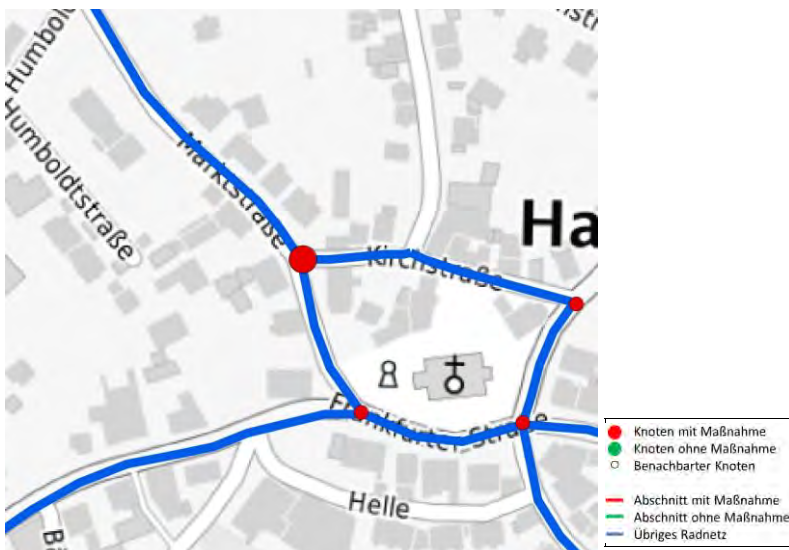 Humbol
Humboldtstraße
Marktstraße
Kirchstraße
Ha
Frankfurter Straße
Helle
Knoten mit Maßnahme
Knoten ohne Maßnahme
Benachbarter Knoten
Abschnitt mit Maßnahme
Abschnitt ohne Maßnahme
Übriges Radnetz